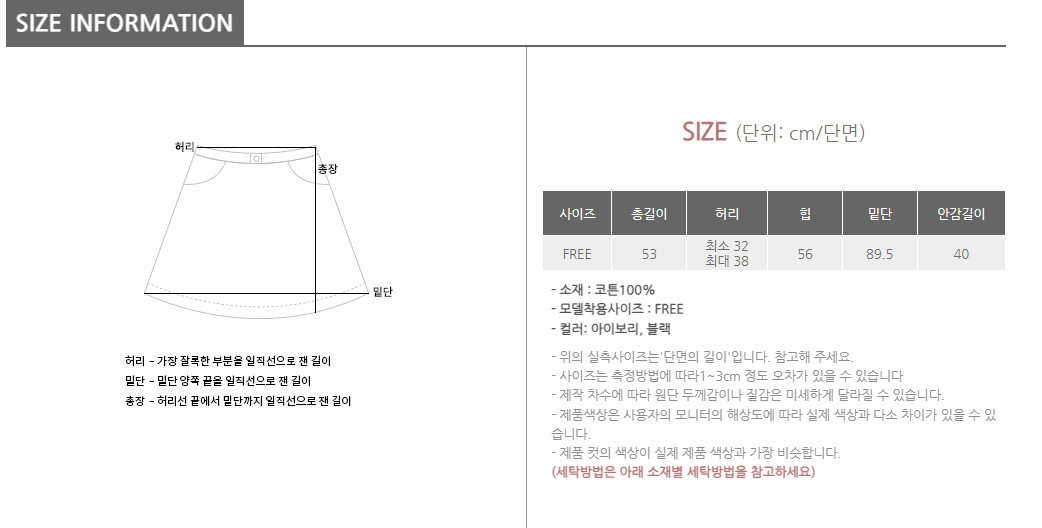 SIZE INFORMATION
허리
총장
밑단
허리 - 가장 잘록한 부분을 일직선으로 잰 길이
밑단 - 밑단 양쪽 끝을 일직선으로 잰 길이
총장 - 허리선 끝에서 밑단까지 일직선으로 잰 길이
SIZE (단위: cm/단면)
사이즈 총길이 허리 힙 밑단 안감길이
FREE 53 최소 32 최대 38 56 89.5 40
- 소재 : 코튼100%
- 모델착용사이즈 : FREE
- 컬러: 아이보리, 블랙
- 위의 실측사이즈는'단면의 길이'입니다. 참고해 주세요.
- 사이즈는 측정방법에 따라1~3cm 정도 오차가 있을 수 있습니다
- 제작 차수에 따라 원단 두께감이나 질감은 미세하게 달라질 수 있습니다.
- 제품색상은 사용자의 모니터의 해상도에 따라 실제 색상과 다소 차이가 있을 수 있
습니다.
- 제품 컷의 색상이 실제 제품 색상과 가장 비슷합니다.
(세탁방법은 아래 소재별 세탁방법을 참고하세요)